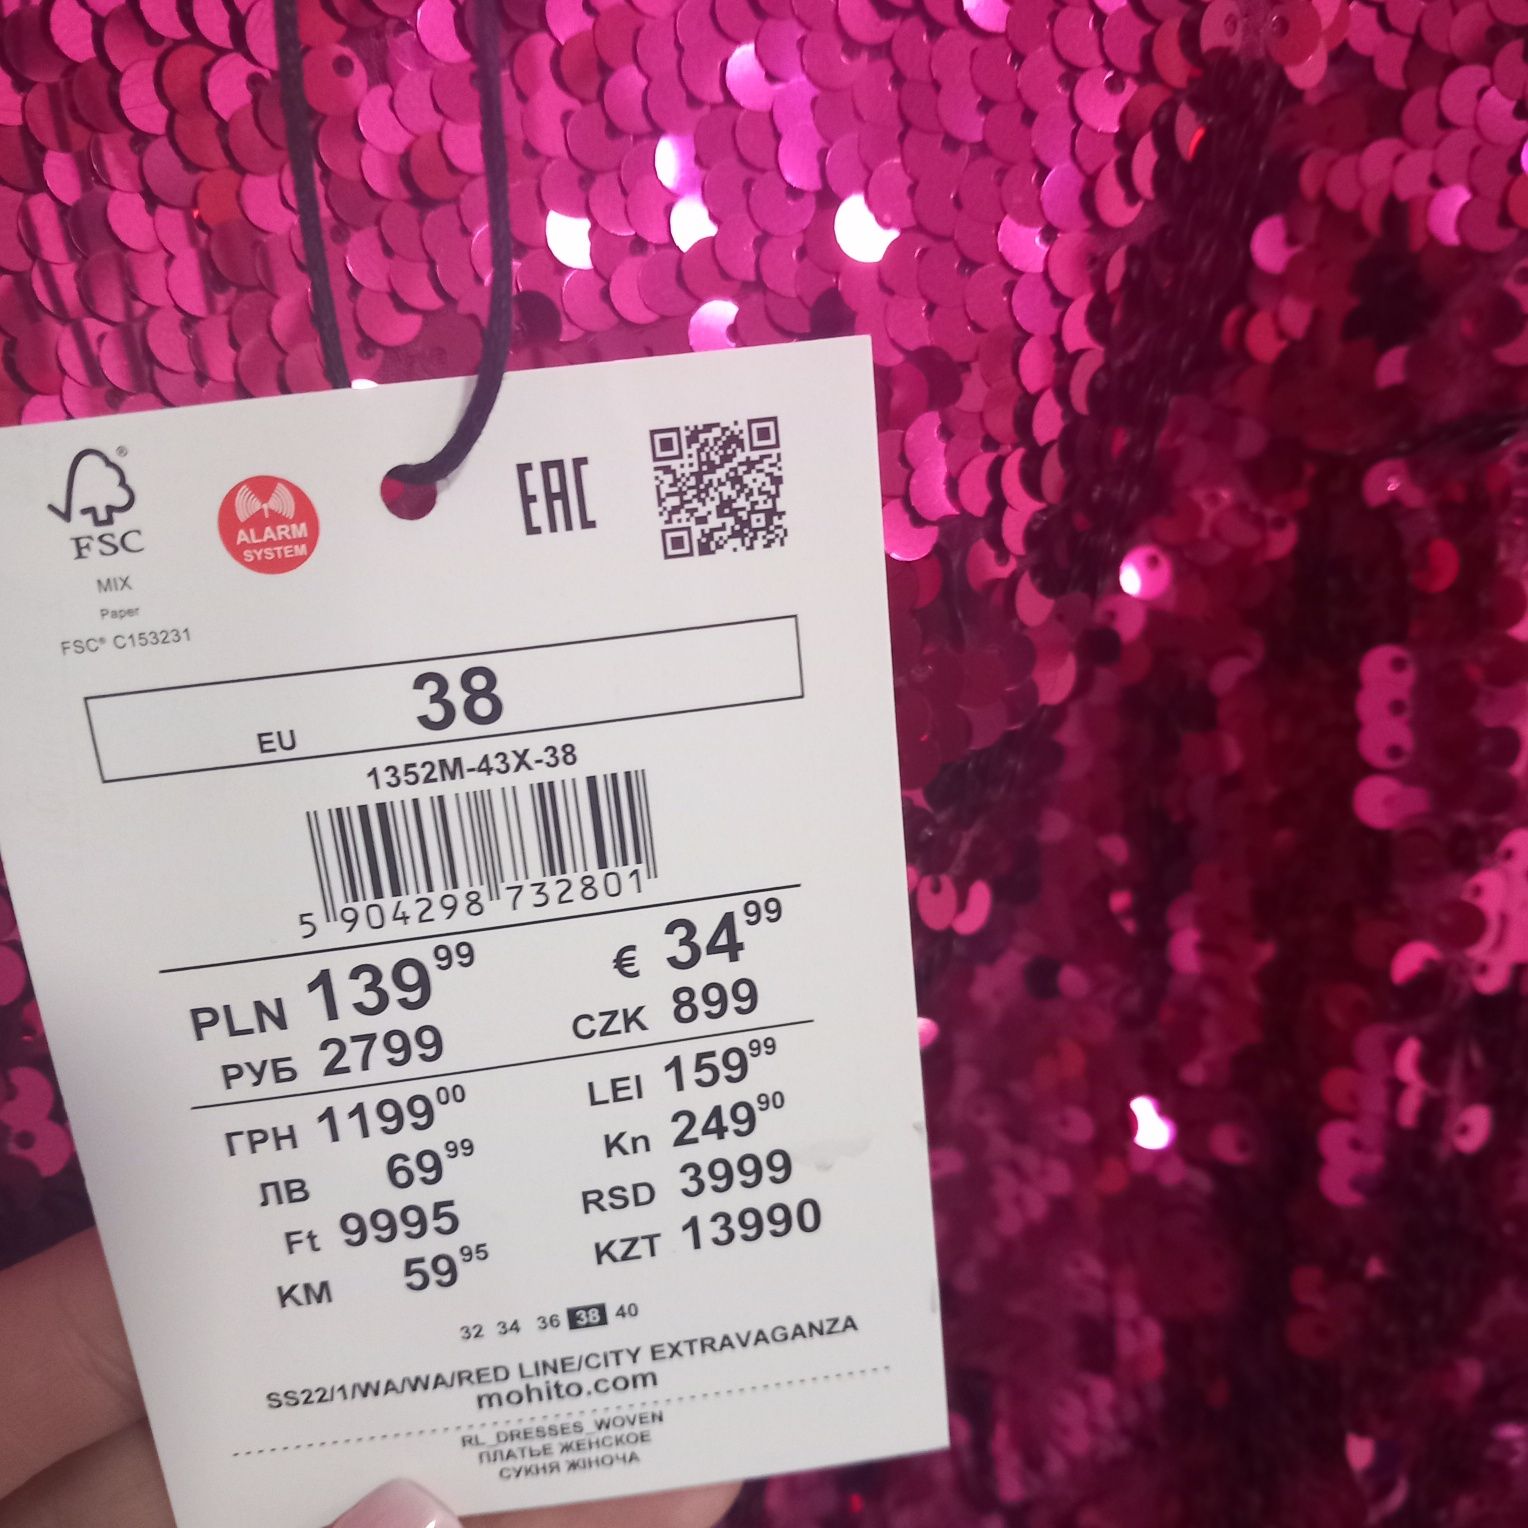 FSC®
MIX
Paper
FSC® C153231
ALARM
SYSTEM
EAC
EU 38
1352M-43X-38
5 904298 732801
PLN 139 99 € 34 99
РУБ 2799 CZK 899
ГРН 1199 00 LEI 159 99
ЛВ 69 99 Kn 249 90
Ft 9995 RSD 3999
KM 59 95 KZT 13990
32 34 36 38 40
SS22/1/WA/WA/RED LINE/CITY EXTRAVAGANZA
mohito.com
RL_DRESSES_WOVEN
ПЛАТЬЕ ЖЕНСКОЕ
СУКНЯ ЖІНОЧА